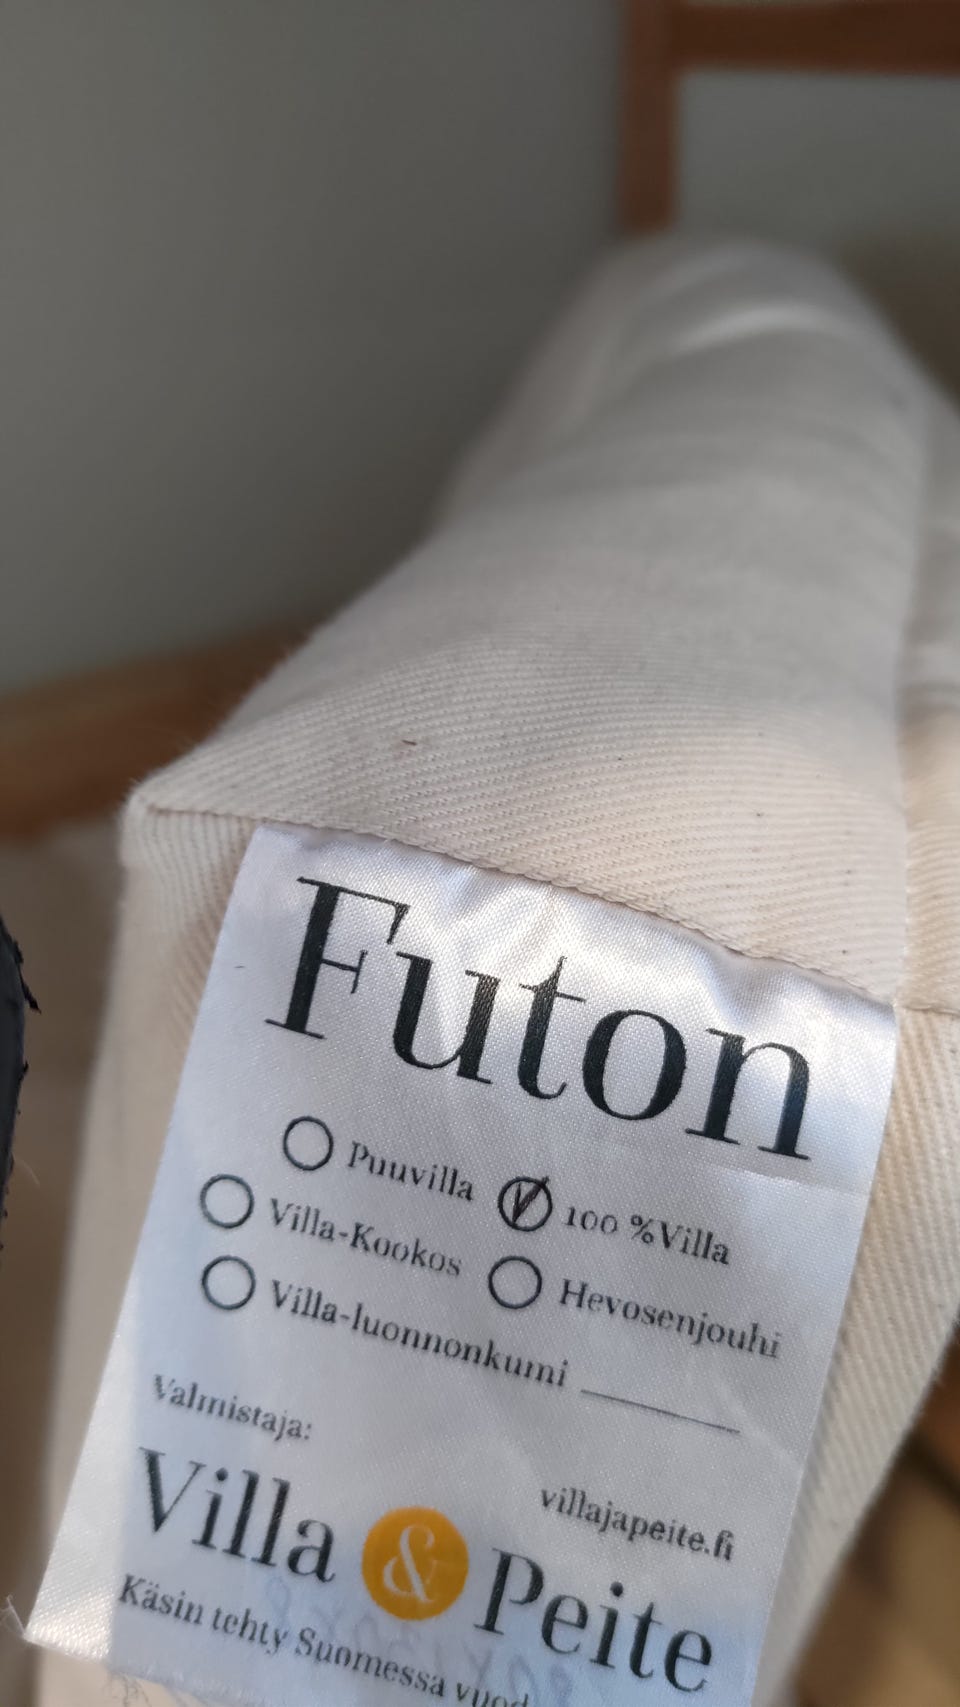 Futon
Puuvilla 100 %Villa
Villa-Kookos Hevosenjouhi
Villa-luonnonkumi
Valmistaja:
villajapeite.fi
Villa & Peite
Käsin tehty Suomessa